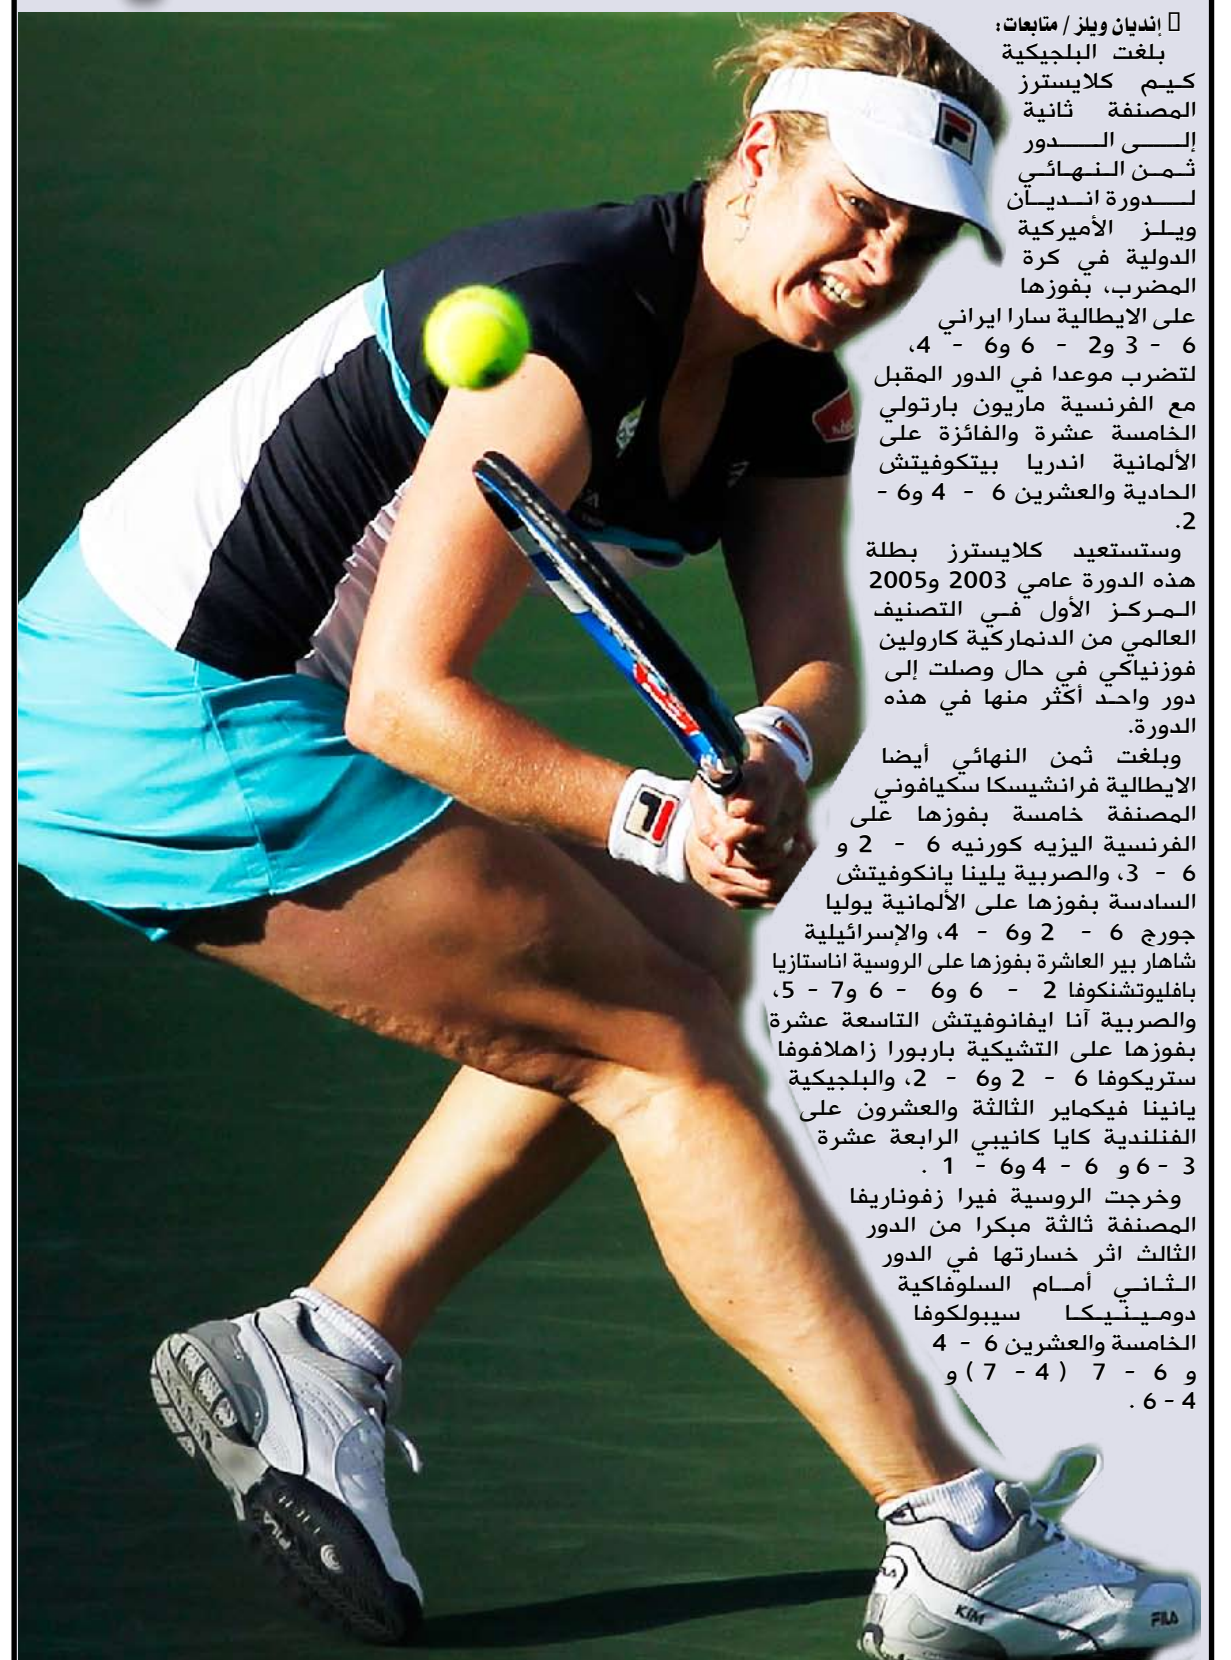 إنديان ويلز / متابعات:
بلغت البلجيكية
كيم كلايسترز
المصنفة ثانية
إلى الدور
ثمن النهائي
لدورة انديان
ويلز الأميركية
الدولية في كرة
المضرب، بفوزها
على الايطالية سارا ايراني
6 - 3 و2 - 6 و6 - 4،
لتضرب موعدا في الدور المقبل
مع الفرنسية ماريون بارتولي
الخامسة عشرة والفائزة على
الألمانية اندريا بيتكوفيتش
الحادية والعشرين 6 - 4 و6 -
2.
وستستعيد كلايسترز بطلة
هذه الدورة عامي 2003 و2005
المركز الأول في التصنيف
العالمي من الدنماركية كارولين
فوزنياكي في حال وصلت إلى
دور واحد أكثر منها في هذه
الدورة.
وبلغت ثمن النهائي أيضا
الايطالية فرانشيسكا سكيافوني
المصنفة خامسة بفوزها على
الفرنسية اليزيه كورنيه 6 - 2 و
6 - 3، والصربية يلينا يانكوفيتش
السادسة بفوزها على الألمانية يوليا
جورج 6 - 2 و6 - 4، والإسرائيلية
شاهار بير العاشرة بفوزها على الروسية اناستازيا
بافليوتشنكوفا 2 - 6 و6 - 6 و7 - 5،
والصربية آنا ايفانوفيتش التاسعة عشرة
بفوزها على التشيكية باربورا زاهلافوفا
ستريكوفا 6 - 2 و6 - 2، والبلجيكية
يانينا فيكماير الثالثة والعشرون على
الفنلندية كايا كانيبي الرابعة عشرة
3 - 6 و 6 - 4 و6 - 1 .
وخرجت الروسية فيرا زفوناريفا
المصنفة ثالثة مبكرا من الدور
الثالث اثر خسارتها في الدور
الثاني أمام السلوفاكية
دومينيكا سيبولكوفا
الخامسة والعشرين 6 - 4
و 6 - 7 (4 - 7) و
4 - 6 .
FILA
KIM
FILA